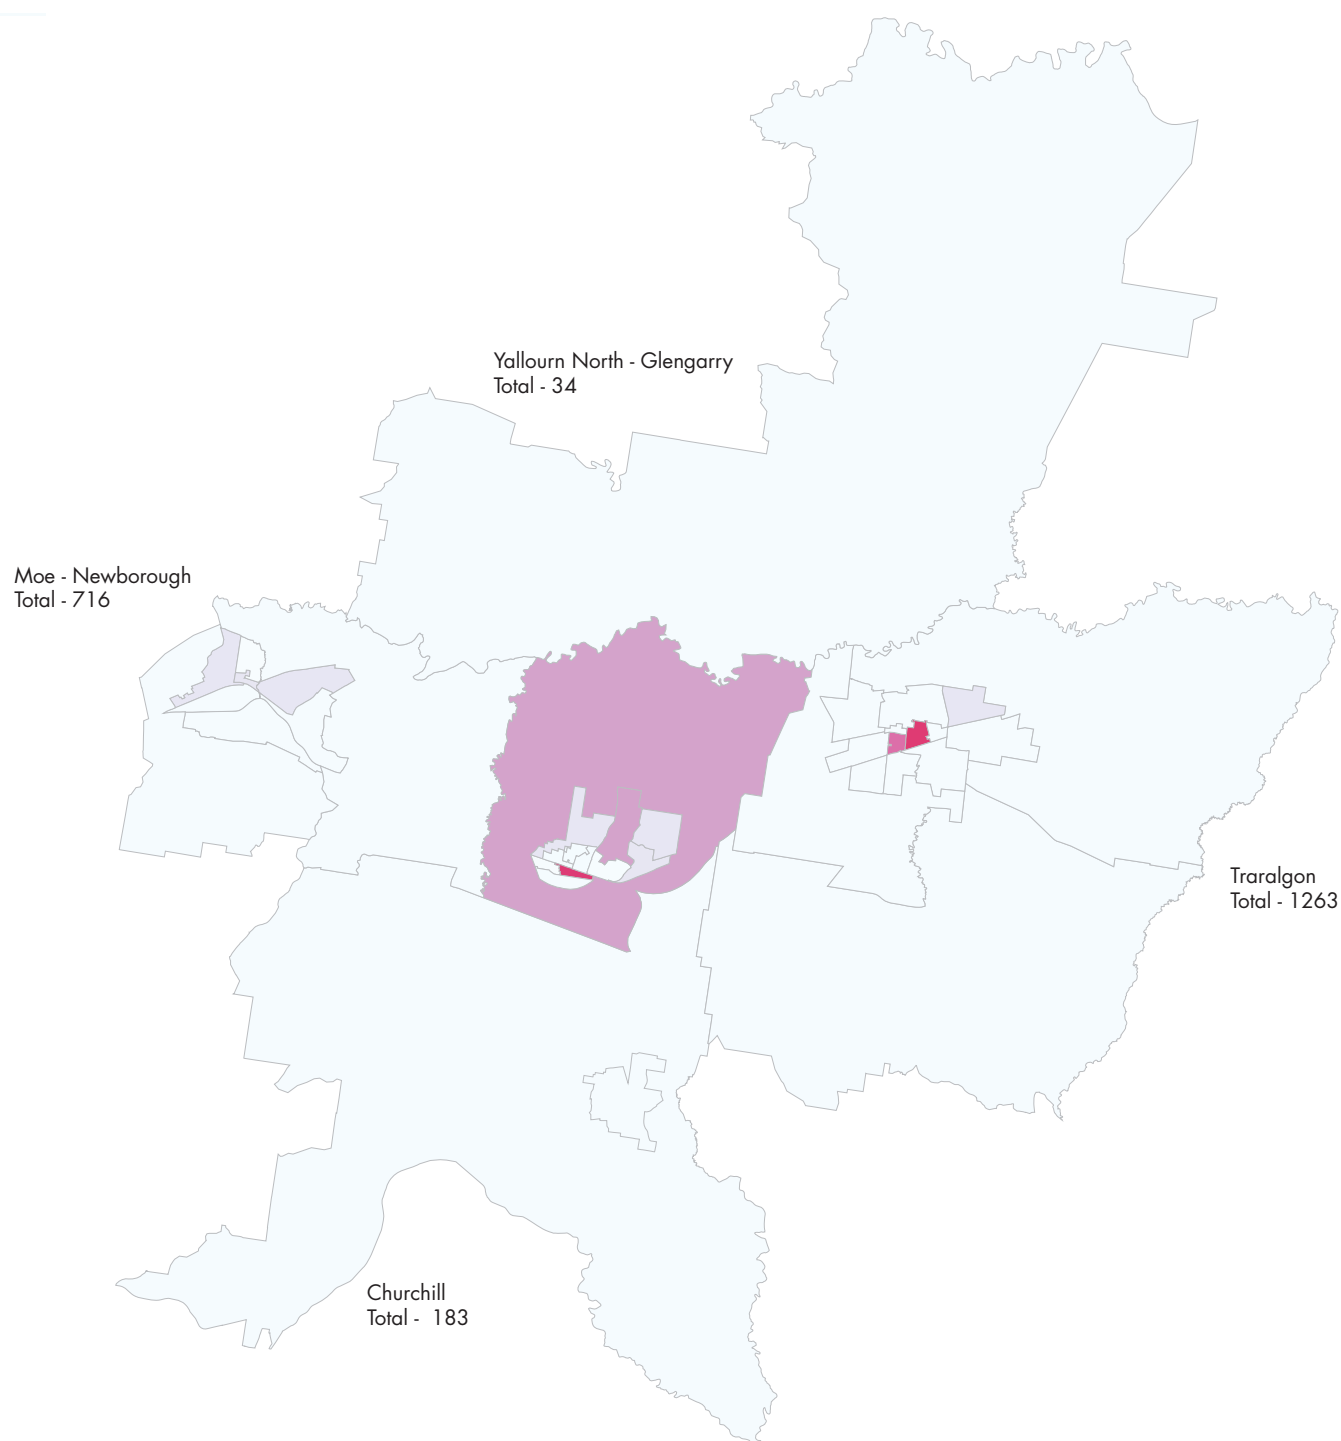 Yallourn North - Glengarry
Total - 34
Moe - Newborough
Total - 716
Traralgon
Total - 1263
Churchill
Total -  183